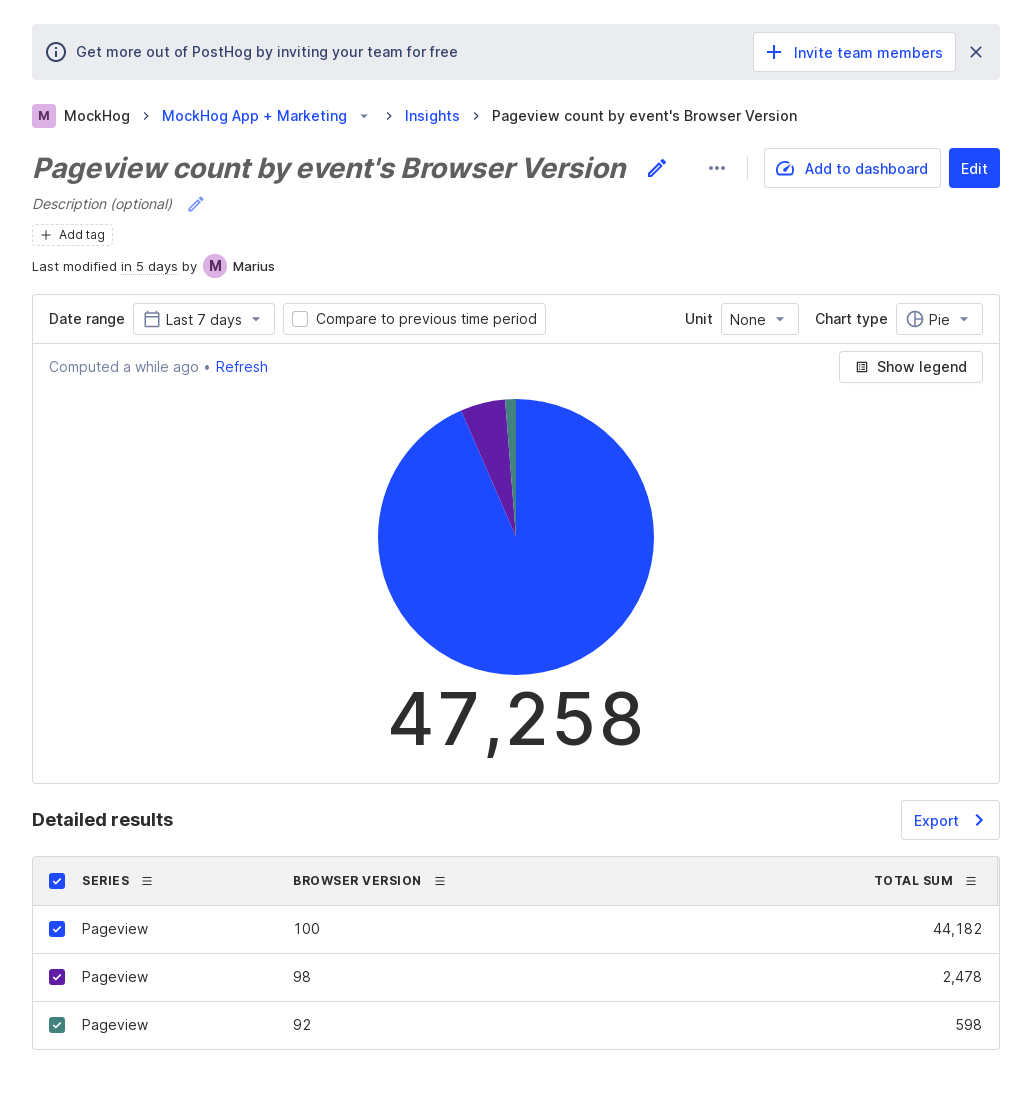 Get more out of PostHog by inviting your team for free
Invite team members
M MockHog
MockHog App + Marketing
Insights
Pageview count by event's Browser Version
Pageview count by event's Browser Version
Add to dashboard
Edit
Description (optional)
Add tag
Last modified in 5 days by M Marius
Date range Last 7 days Compare to previous time period Unit None Chart type Pie
Computed a while ago • Refresh Show legend
47,258
Detailed results
Export
SERIES BROWSER VERSION TOTAL SUM
Pageview 100 44,182
Pageview 98 2,478
Pageview 92 598